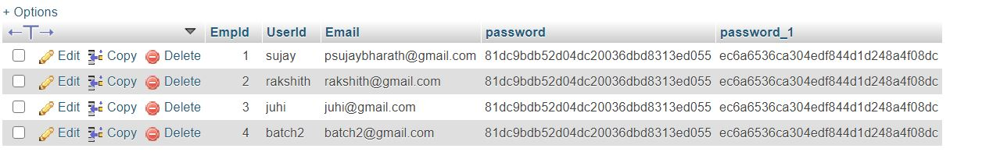 + Options
←T→ EmpId UserId Email password password_1
Edit Copy Delete 1 sujay psujaybharath@gmail.com 81dc9bdb52d04dc20036dbd8313ed055 ec6a6536ca304edf844d1d248a4f08dc
Edit Copy Delete 2 rakshith rakshith@gmail.com 81dc9bdb52d04dc20036dbd8313ed055 ec6a6536ca304edf844d1d248a4f08dc
Edit Copy Delete 3 juhi juhi@gmail.com 81dc9bdb52d04dc20036dbd8313ed055 ec6a6536ca304edf844d1d248a4f08dc
Edit Copy Delete 4 batch2 batch2@gmail.com 81dc9bdb52d04dc20036dbd8313ed055 ec6a6536ca304edf844d1d248a4f08dc